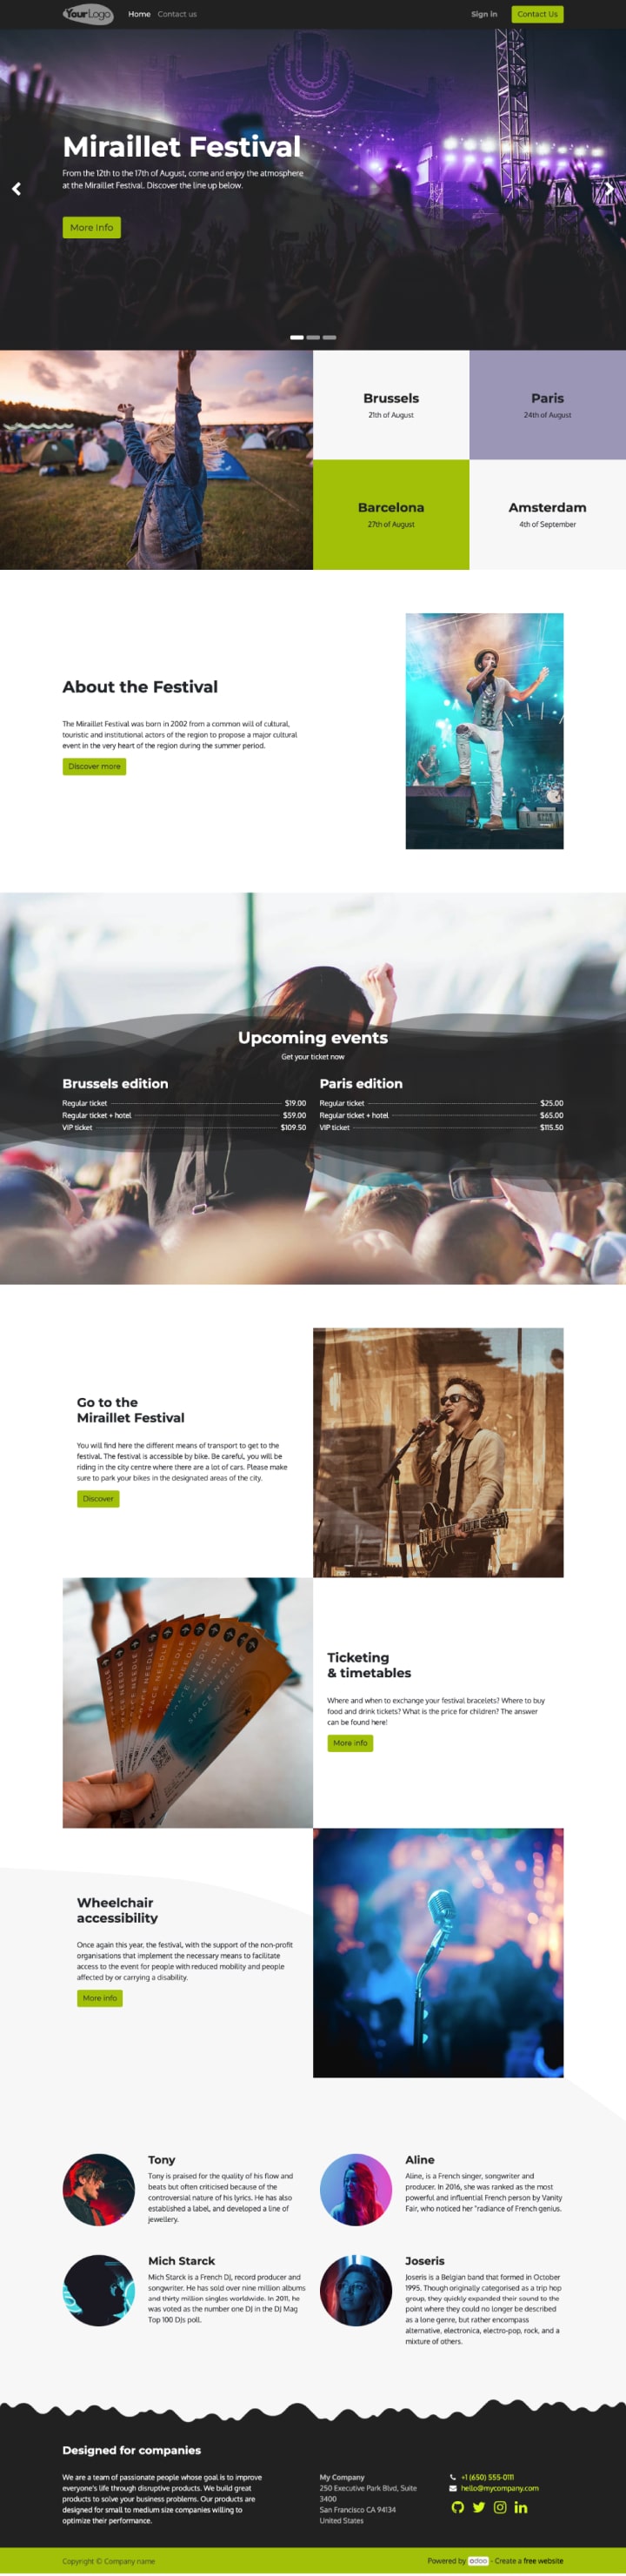 YourLogo
Home Contact us
Sign in
Contact Us
Miraillet Festival
From the 12th to the 17th of August, come and enjoy the atmosphere
at the Miraillet Festival. Discover the line up below.
More Info
Brussels
21th of August
Paris
24th of August
Barcelona
27th of August
Amsterdam
4th of September
About the Festival
The Miraillet Festival was born in 2002 from a common will of cultural,
touristic and institutional actors of the region to propose a major cultural
event in the very heart of the region during the summer period.
Discover more
Upcoming events
Get your ticket now
Brussels edition
Regular ticket $19.00
Regular ticket + hotel $59.00
VIP ticket $109.50
Paris edition
Regular ticket $25.00
Regular ticket + hotel $65.00
VIP ticket $115.50
Go to the
Miraillet Festival
You will find here the different means of transport to get to the
festival. The festival is accessible by bike. Be careful, you will be
riding in the city centre where there are a lot of cars. Please make
sure to park your bikes in the designated areas of the city.
Discover
SPACE NEEDLE
Ticketing
& timetables
Where and when to exchange your festival bracelets? Where to buy
food and drink tickets? What is the price for children? The answer
can be found here!
More info
Wheelchair
accessibility
Once again this year, the festival, with the support of the non-profit
organisations that implement the necessary means to facilitate
access to the event for people with reduced mobility and people
affected by or carrying a disability.
More info
Tony
Tony is praised for the quality of his flow and
beats but often criticised because of the
controversial nature of his lyrics. He has also
established a label, and developed a line of
jewellery.
Aline
Aline, is a French singer, songwriter and
producer. In 2016, she was ranked as the most
powerful and influential French person by Vanity
Fair, who noticed her "radiance of French genius.
Mich Starck
Mich Starck is a French DJ, record producer and
songwriter. He has sold over nine million albums
and thirty million singles worldwide. In 2011, he
was voted as the number one DJ in the DJ Mag
Top 100 DJs poll.
Joseris
Joseris is a Belgian band that formed in October
1995. Though originally categorised as a trip hop
group, they quickly expanded their sound to the
point where they could no longer be described
as a lone genre, but rather encompass
alternative, electronica, electro-pop, rock, and a
mixture of others.
Designed for companies
We are a team of passionate people whose goal is to improve
everyone's life through disruptive products. We build great
products to solve your business problems. Our products are
designed for small to medium size companies willing to
optimize their performance.
My Company
250 Executive Park Blvd, Suite
3400
San Francisco CA 94134
United States
+1 (650) 555-0111
hello@mycompany.com
Copyright © Company name
Powered by odoo - Create a free website